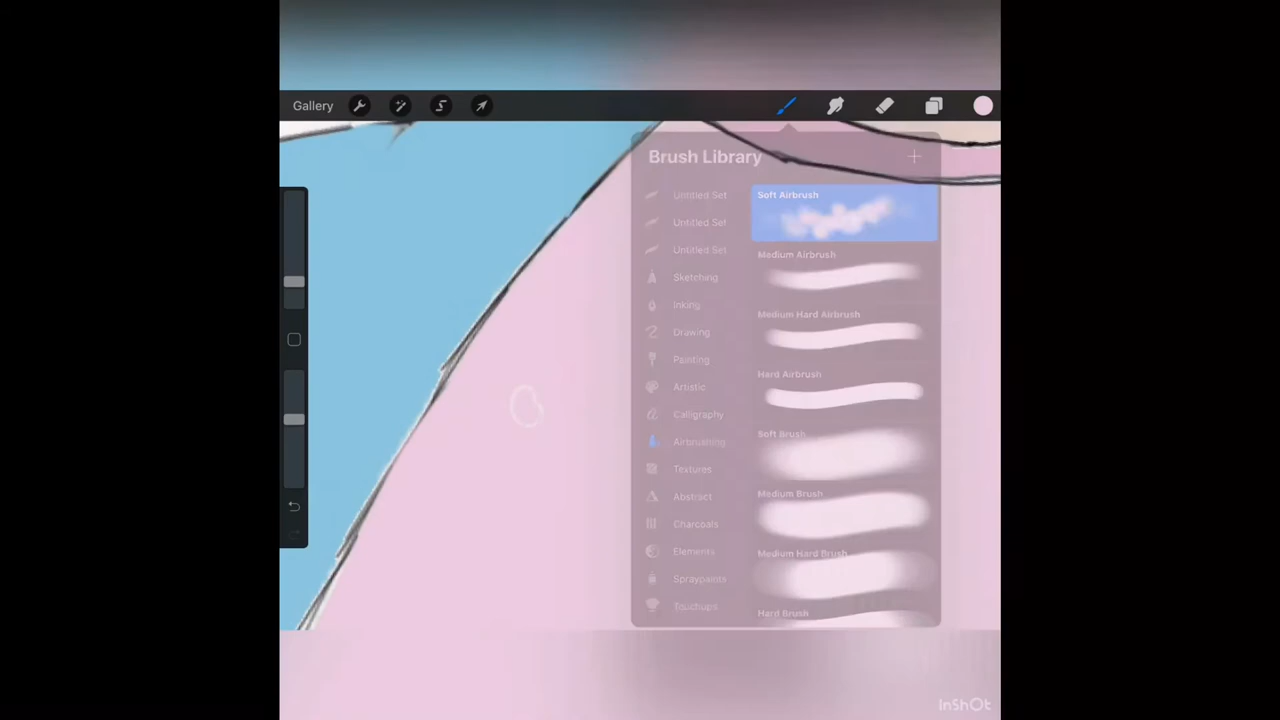 Gallery
Brush Library
Untitled Set
Untitled Set
Untitled Set
Sketching
Inking
Drawing
Painting
Artistic
Calligraphy
Airbrushing
Textures
Abstract
Charcoals
Elements
Spraypaints
Touchups
Soft Airbrush
Medium Airbrush
Medium Hard Airbrush
Hard Airbrush
Soft Brush
Medium Brush
Medium Hard Brush
Hard Brush
InShOt